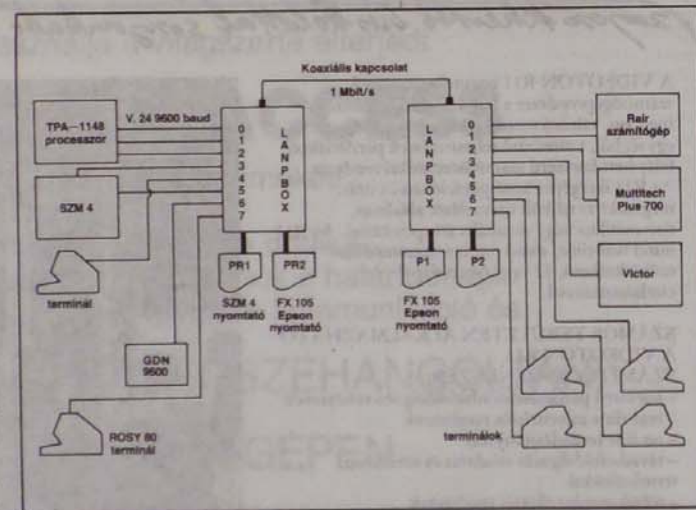 Koaxiális kapcsolat
1 Mbit/s
TPA—1148
processzor
V. 24 9600 baud
0
1
2
3
4
5
6
7
LANPBOX
SZM 4
terminál
GDN
9600
ROSY 80
terminál
PR1
PR2
SZM 4
nyomtató
FX 105
Epson
nyomtató
LANPBOX
0
1
2
3
4
5
6
7
P1
P2
FX 105
Epson
nyomtató
Rair
számítógép
Multitech
Plus 700
Victor
terminálok